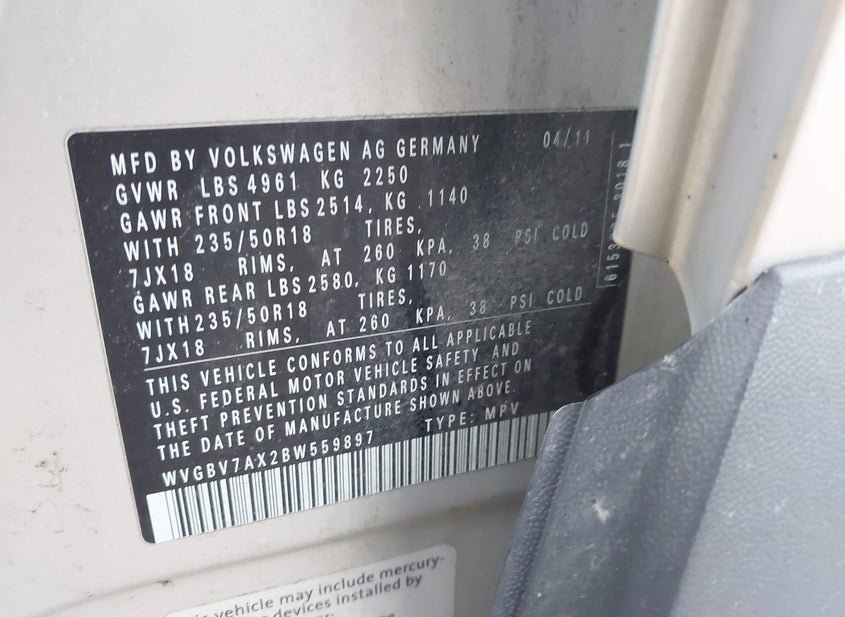 MFD BY VOLKSWAGEN AG GERMANY 04/11
GVWR LBS 4961 KG 2250
GAWR FRONT LBS 2514, KG 1140
WITH 235/50R18 TIRES,
7JX18 RIMS, AT 260 KPA, 38 PSI COLD
GAWR REAR LBS 2580, KG 1170
WITH 235/50R18 TIRES,
7JX18 RIMS, AT 260 KPA, 38 PSI COLD
THIS VEHICLE CONFORMS TO ALL APPLICABLE
U.S. FEDERAL MOTOR VEHICLE SAFETY AND
THEFT PREVENTION STANDARDS IN EFFECT ON
THE DATE OF MANUFACTURE SHOWN ABOVE.
WVGBV7AX2BW559897 TYPE: MPV
vehicle may include mercury-
devices installed by